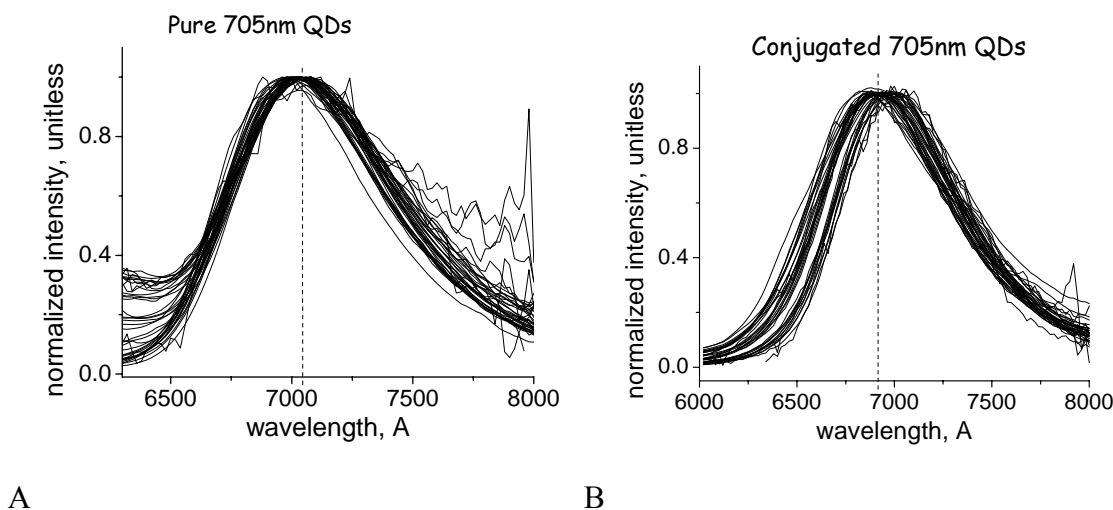 Pure 705nm QDs
normalized intensity, unitless
0.8
0.4
0.0
6500 7000 7500 8000
wavelength, A
A
Conjugated 705nm QDs
normalized intensity, unitless
0.8
0.4
0.0
6000 6500 7000 7500 8000
wavelength, A
B